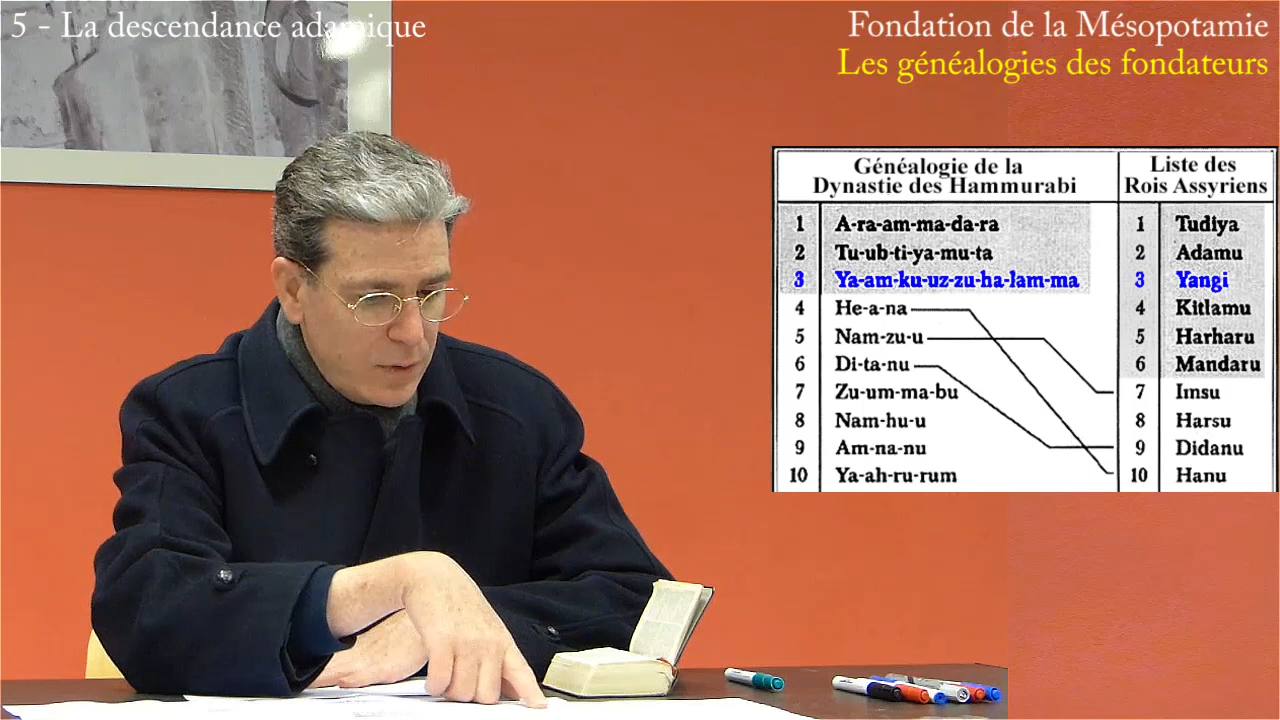 5 - La descendance adamique
Fondation de la Mésopotamie
Les généalogies des fondateurs
Généalogie de la
Dynastie des Hammurabi
Liste des
Rois Assyriens
1 A-ra-am-ma-da-ra 1 Tudiya
2 Tu-ub-ti-ya-mu-ta 2 Adamu
3 Ya-am-ku-uz-zu-ha-lam-ma 3 Yangi
4 He-a-na 4 Kitlamu
5 Nam-zu-u 5 Harharu
6 Di-ta-nu 6 Mandaru
7 Zu-um-ma-bu 7 Imsu
8 Nam-hu-u 8 Harsu
9 Am-na-nu 9 Didanu
10 Ya-ah-ru-rum 10 Hanu